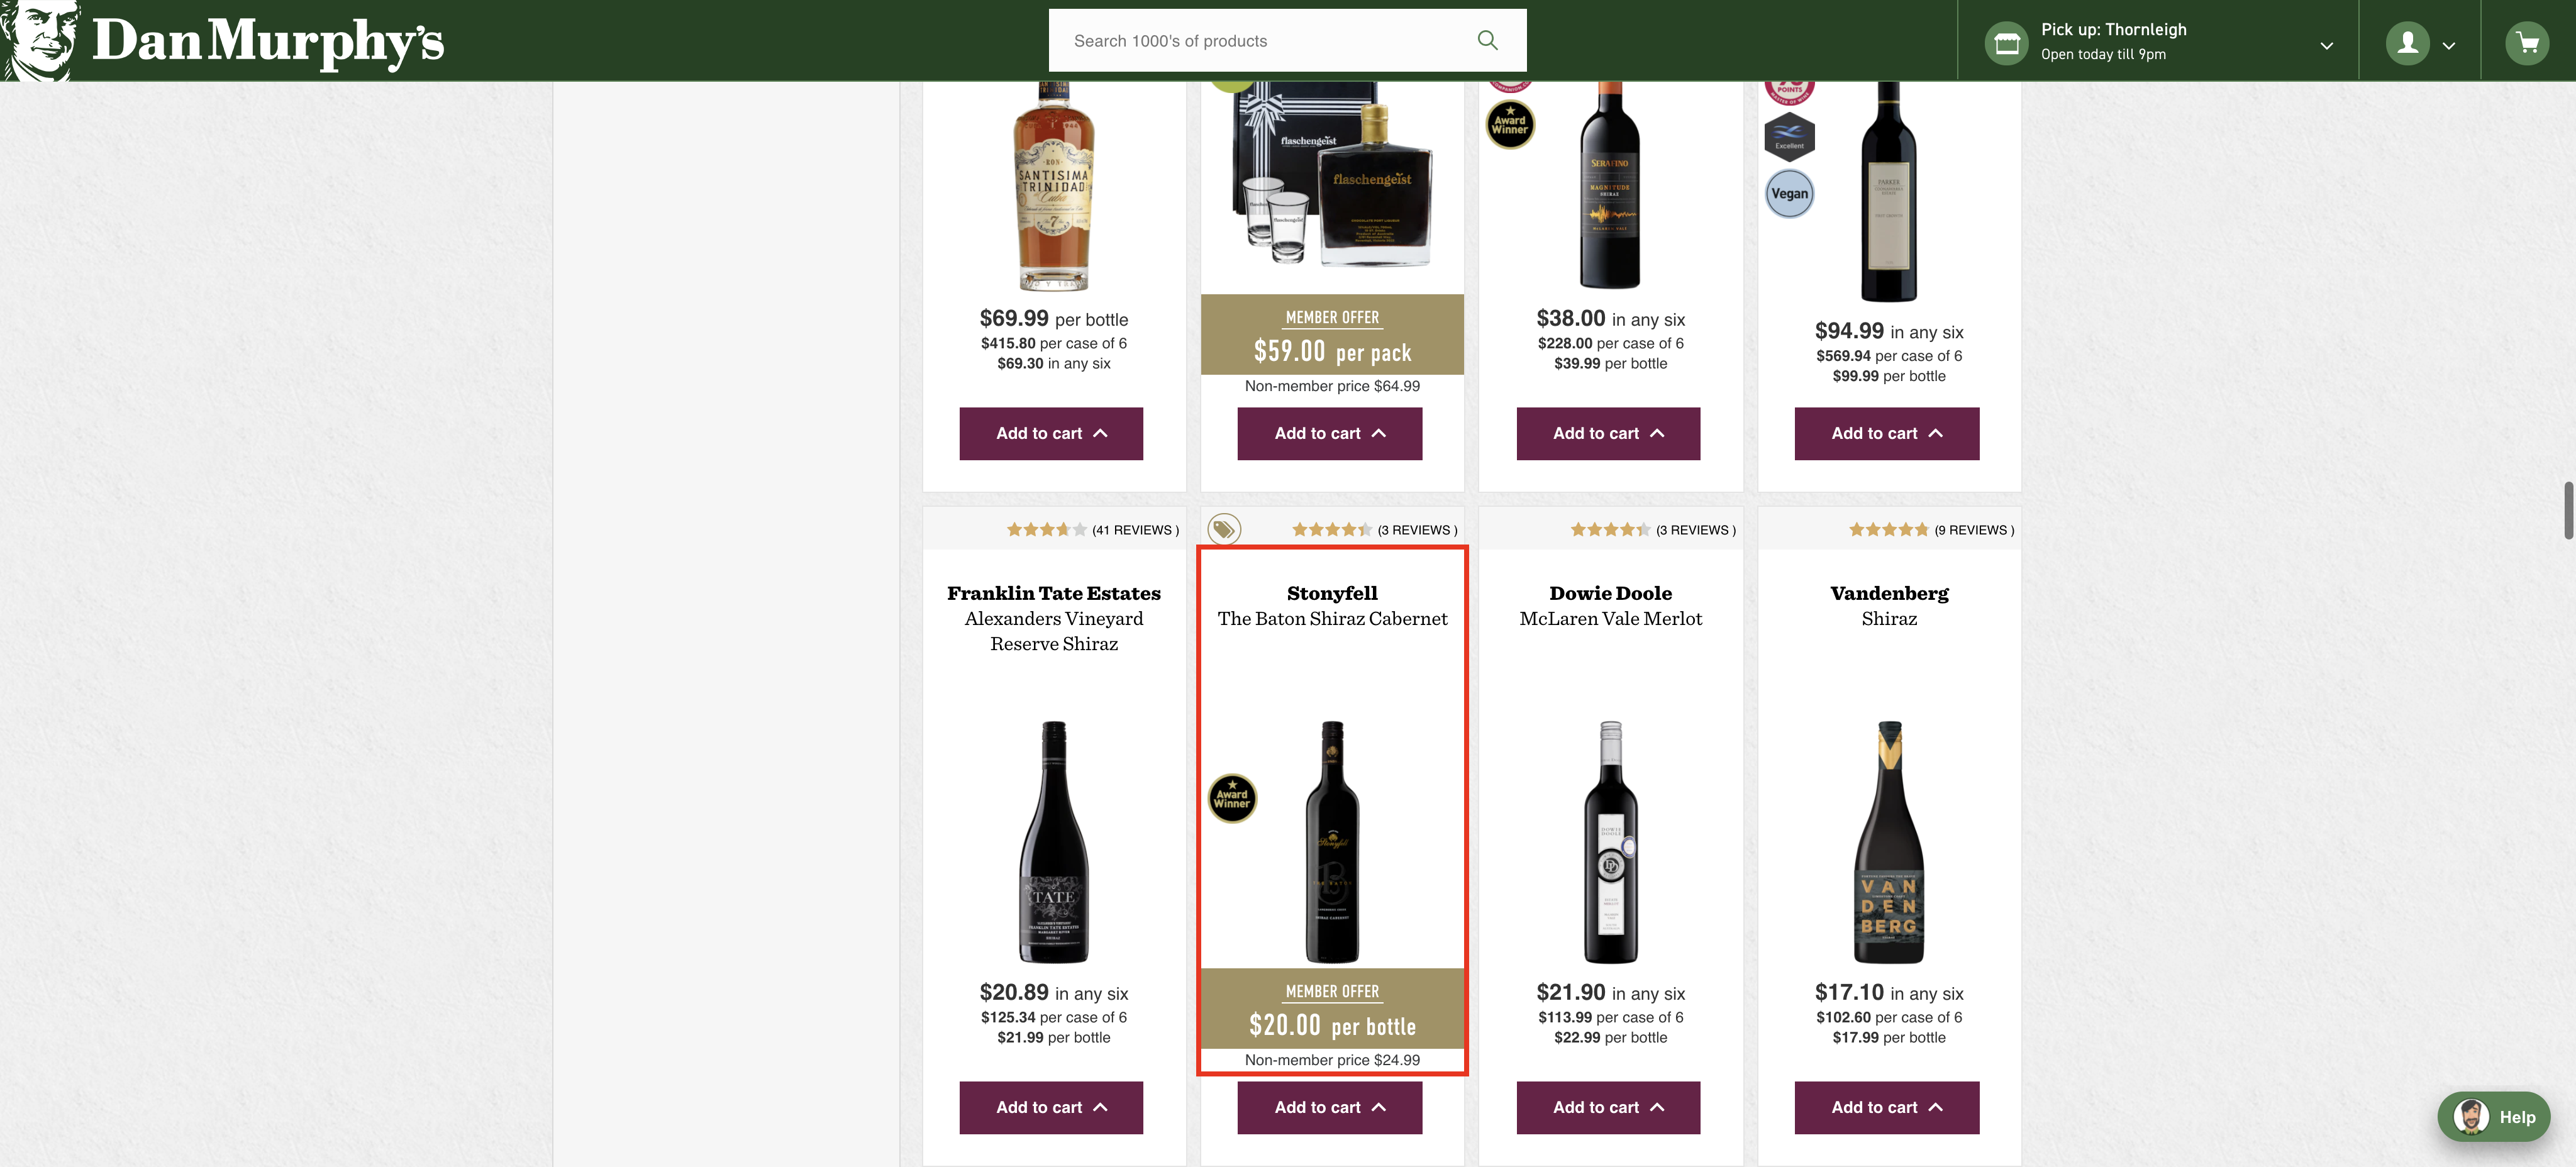 Dan Murphy's
Search 1000's of products
Pick up: Thornleigh
Open today till 9pm
SANTISIMA
TRINIDAD
RON
SANTISIMA
TRINIDAD
Cuba
7
flaschengeist
flaschengeist
Award
Winner
SERAFINO
MAGNITUDE
SHIRAZ
McLAREN VALE
POINTS
Excellent
Vegan
PARKER
$69.99 per bottle
$415.80 per case of 6
$69.30 in any six
MEMBER OFFER
$59.00 per pack
Non-member price $64.99
$38.00 in any six
$228.00 per case of 6
$39.99 per bottle
$94.99 in any six
$569.94 per case of 6
$99.99 per bottle
Add to cart
Add to cart
Add to cart
Add to cart
(41 REVIEWS )
(3 REVIEWS )
(3 REVIEWS )
(9 REVIEWS )
Franklin Tate Estates
Alexanders Vineyard
Reserve Shiraz
Stonyfell
The Baton Shiraz Cabernet
Dowie Doole
McLaren Vale Merlot
Vandenberg
Shiraz
TATE
FRANKLIN TATE ESTATES
Award
Winner
Stonyfell
SHIRAZ CABERNET
DOWIE
DOOLE
VAN
DEN
BERG
$20.89 in any six
$125.34 per case of 6
$21.99 per bottle
MEMBER OFFER
$20.00 per bottle
Non-member price $24.99
$21.90 in any six
$113.99 per case of 6
$22.99 per bottle
$17.10 in any six
$102.60 per case of 6
$17.99 per bottle
Add to cart
Add to cart
Add to cart
Add to cart
Help